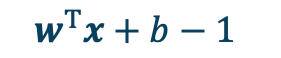 wᵀx + b − 1